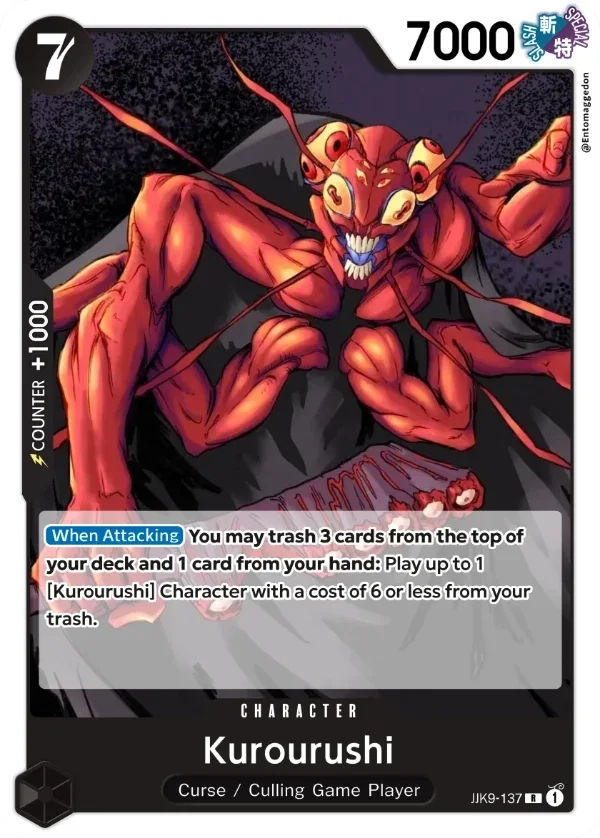 7
7000
斬
特
SLASH
SPECIAL
@Entomaggedon
COUNTER +1000
When Attacking You may trash 3 cards from the top of
your deck and 1 card from your hand: Play up to 1
[Kurourushi] Character with a cost of 6 or less from your
trash.
CHARACTER
Kurourushi
Curse / Culling Game Player
JJK9-137 R 1